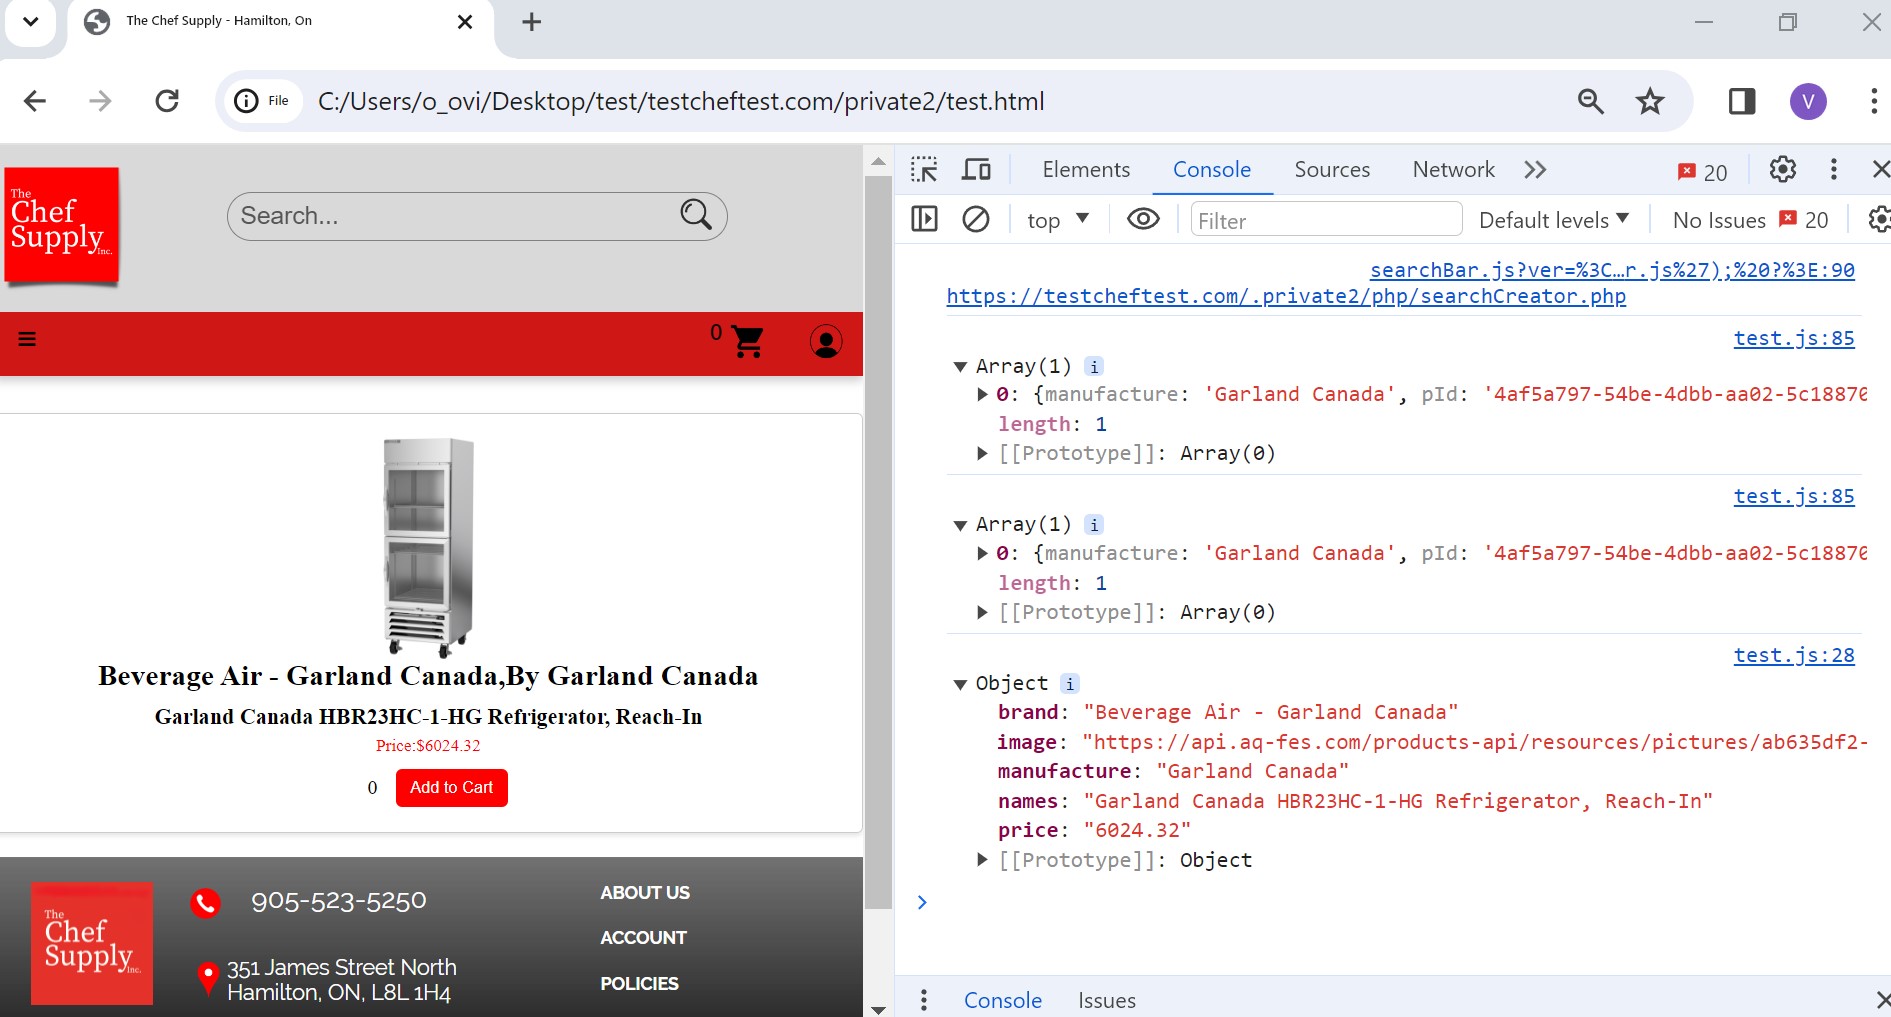 The Chef Supply - Hamilton, On
File
C:/Users/o_ovi/Desktop/test/testcheftest.com/private2/test.html
V
The
Chef
Supply
Inc.
Search...
0
Beverage Air - Garland Canada,By Garland Canada
Garland Canada HBR23HC-1-HG Refrigerator, Reach-In
Price:$6024.32
0 Add to Cart
The
Chef
Supply
Inc.
905-523-5250
351 James Street North
Hamilton, ON, L8L 1H4
ABOUT US
ACCOUNT
POLICIES
Elements Console Sources Network 20
top Filter Default levels No Issues 20
searchBar.js?ver=%3C…r.js%27);%20?%3E:90
https://testcheftest.com/.private2/php/searchCreator.php
test.js:85
Array(1) i
0: {manufacture: 'Garland Canada', pId: '4af5a797-54be-4dbb-aa02-5c18870
length: 1
[[Prototype]]: Array(0)
test.js:85
Array(1) i
0: {manufacture: 'Garland Canada', pId: '4af5a797-54be-4dbb-aa02-5c18870
length: 1
[[Prototype]]: Array(0)
test.js:28
Object i
brand: "Beverage Air - Garland Canada"
image: "https://api.aq-fes.com/products-api/resources/pictures/ab635df2-
manufacture: "Garland Canada"
names: "Garland Canada HBR23HC-1-HG Refrigerator, Reach-In"
price: "6024.32"
[[Prototype]]: Object
Console Issues